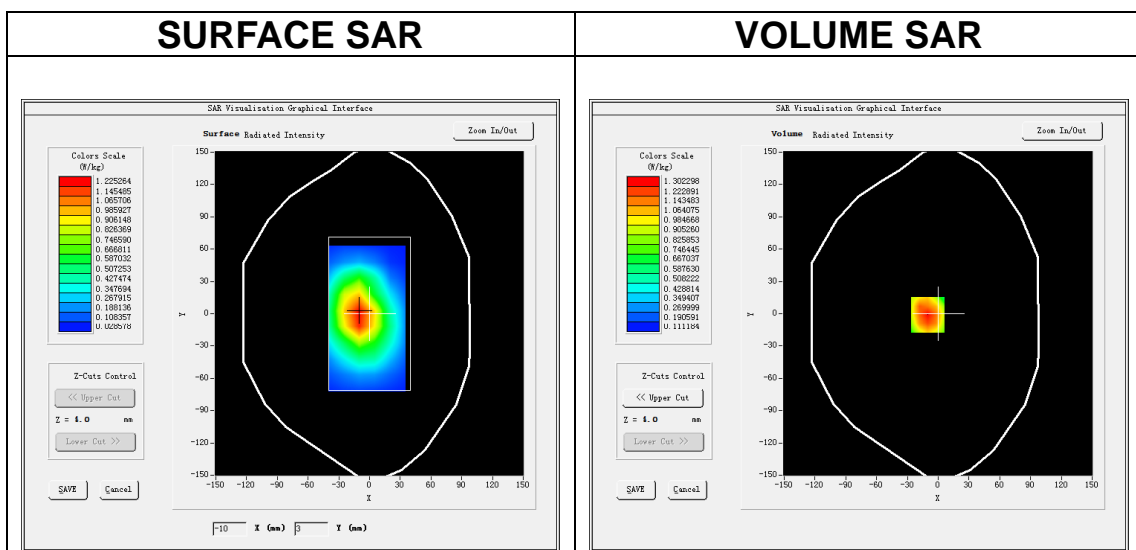 SURFACE SAR
VOLUME SAR
SAR Visualisation Graphical Interface
Surface Radiated Intensity
Zoom In/Out
Colors Scale
(W/kg)
1.225264
1.145485
1.065706
0.985927
0.906148
0.826369
0.746590
0.666811
0.587032
0.507253
0.427474
0.347694
0.267915
0.188136
0.108357
0.028578
150
120
90
60
30
0
-30
-60
-90
-120
-150
Y
-150 -120 -90 -60 -30 0 30 60 90 120 150
X
Z-Cuts Control
<< Upper Cut
Z = 4.0 mm
Lower Cut >>
SAVE Cancel
-10 X (mm) 3 Y (mm)
SAR Visualisation Graphical Interface
Volume Radiated Intensity
Zoom In/Out
Colors Scale
(W/kg)
1.302298
1.222891
1.143483
1.064075
0.984668
0.905260
0.825853
0.746445
0.667037
0.587630
0.508222
0.428814
0.349407
0.269999
0.190591
0.111184
150
120
90
60
30
0
-30
-60
-90
-120
-150
Y
-150 -120 -90 -60 -30 0 30 60 90 120 150
X
Z-Cuts Control
<< Upper Cut
Z = 4.0 mm
Lower Cut >>
SAVE Cancel